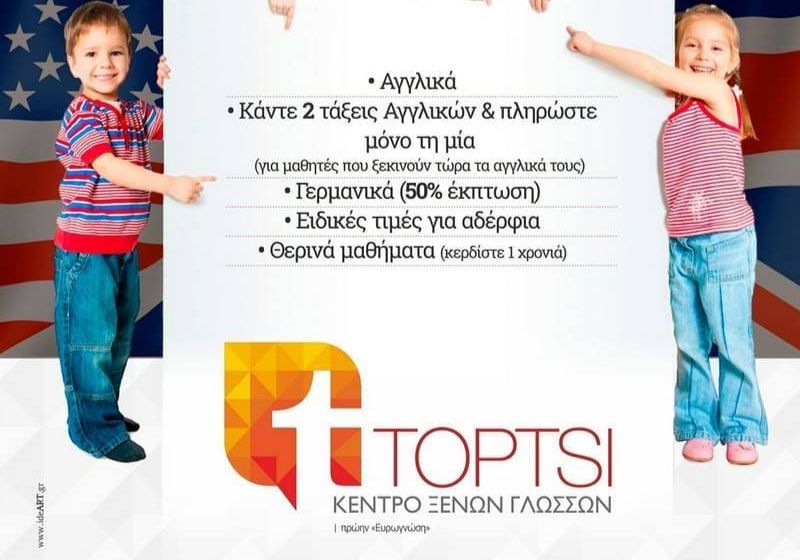 • Αγγλικά
• Κάντε 2 τάξεις Αγγλικών & πληρώστε
μόνο τη μία
(για μαθητές που ξεκινούν τώρα τα αγγλικά τους)
• Γερμανικά (50% έκπτωση)
• Ειδικές τιμές για αδέρφια
• Θερινά μαθήματα (κερδίστε 1 χρονιά)
TOPTSI
ΚΕΝΤΡΟ ΞΕΝΩΝ ΓΛΩΣΣΩΝ
| πρώην «Ευρωγνώση»
www.ideART.gr